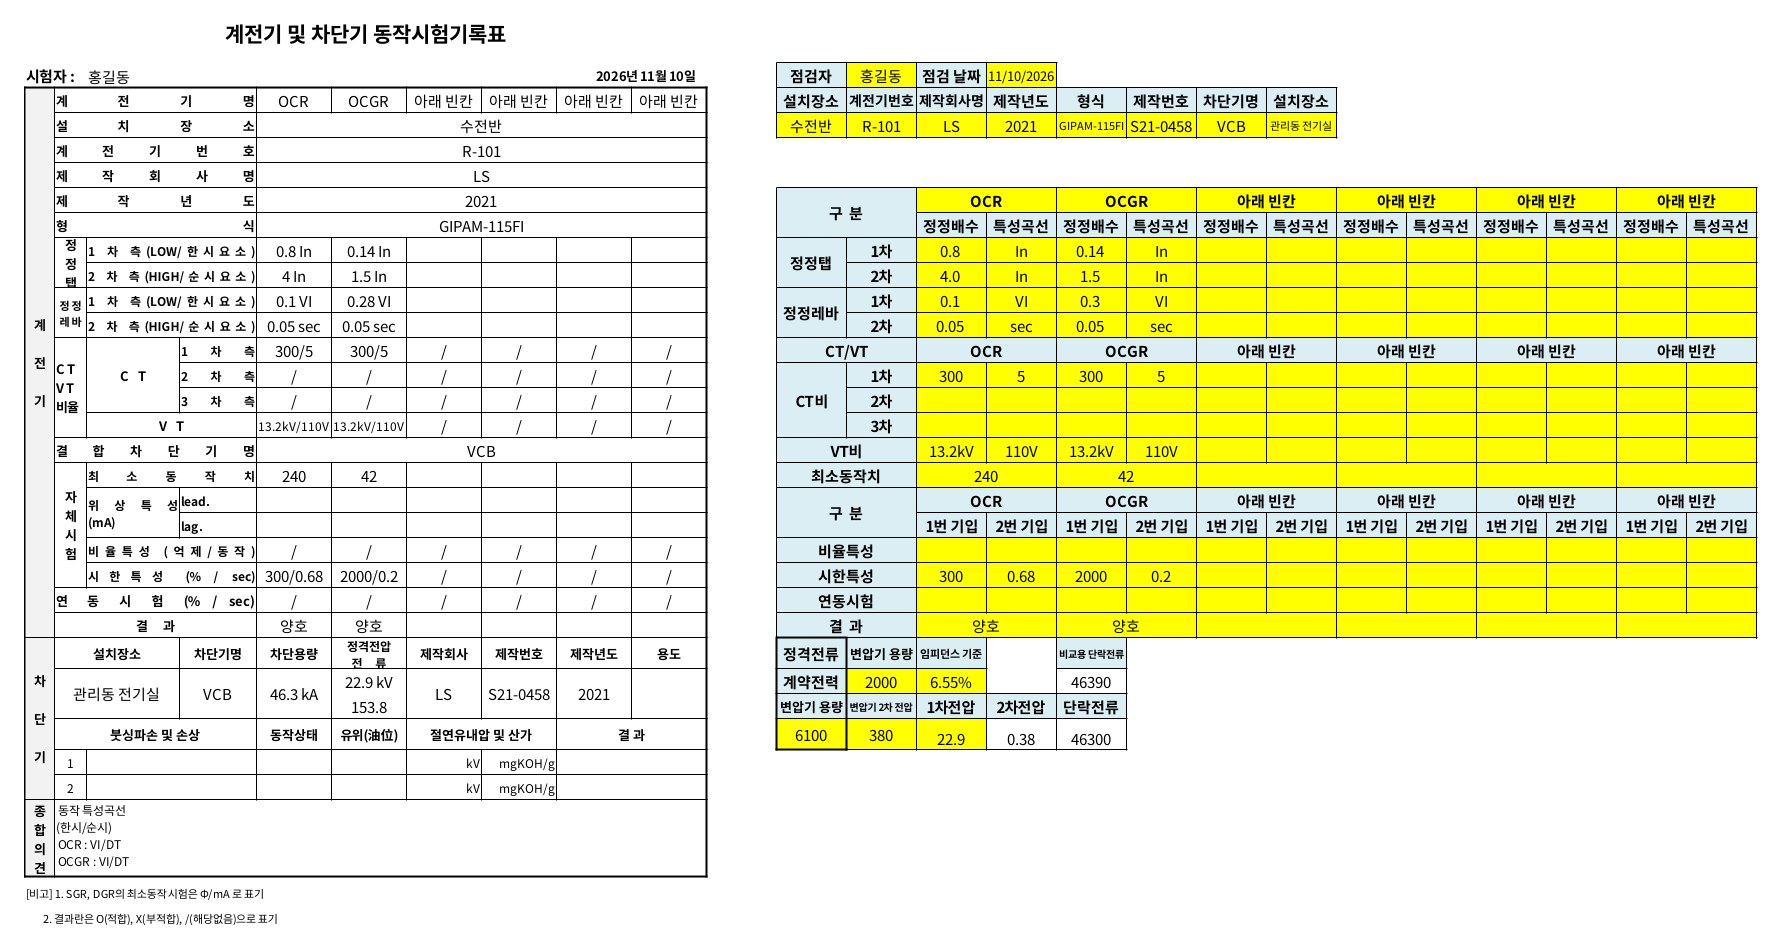 계전기 및 차단기 동작시험기록표
시험자 : 홍길동 2026년 11월 10일
계 전 기
계 전 기 명 OCR OCGR 아래 빈칸 아래 빈칸 아래 빈칸 아래 빈칸
설 치 장 소 수전반
계 전 기 번 호 R-101
제 작 회 사 명 LS
제 작 년 도 2021
형 식 GIPAM-115FI
정 정 탭
1 차 측 (LOW/ 한 시 요 소 ) 0.8 In 0.14 In
2 차 측 (HIGH/ 순 시 요 소 ) 4 In 1.5 In
정 정 레 바
1 차 측 (LOW/ 한 시 요 소 ) 0.1 VI 0.28 VI
2 차 측 (HIGH/ 순 시 요 소 ) 0.05 sec 0.05 sec
C T V T 비율
C T
1 차 측 300/5 300/5 / / / /
2 차 측 / / / / / /
3 차 측 / / / / / /
V T 13.2kV/110V 13.2kV/110V / / / /
결 합 차 단 기 명 VCB
자 체 시 험
최 소 동 작 치 240 42
위 상 특 성 (mA)
lead.
lag.
비 율 특 성 ( 억 제 / 동 작 ) / / / / / /
시 한 특 성 (% / sec) 300/0.68 2000/0.2 / / / /
연 동 시 험 (% / sec) / / / / / /
결 과 양호 양호
차 단 기
설치장소 차단기명 차단용량 정격전압 전 류 제작회사 제작번호 제작년도 용도
관리동 전기실 VCB 46.3 kA 22.9 kV 153.8 LS S21-0458 2021
붓싱파손 및 손상 동작상태 유위(油位) 절연유내압 및 산가 결 과
1 kV mgKOH/g
2 kV mgKOH/g
종 합 의 견
동작 특성곡선
(한시/순시)
OCR : VI/DT
OCGR : VI/DT
[비고] 1. SGR, DGR의 최소동작시험은 Φ/mA 로 표기
2. 결과란은 O(적합), X(부적합), /(해당없음)으로 표기
점검자 홍길동 점검 날짜 11/10/2026
설치장소 계전기번호 제작회사명 제작년도 형식 제작번호 차단기명 설치장소
수전반 R-101 LS 2021 GIPAM-115FI S21-0458 VCB 관리동 전기실
구 분 OCR OCGR 아래 빈칸 아래 빈칸 아래 빈칸 아래 빈칸
정정배수 특성곡선 정정배수 특성곡선 정정배수 특성곡선 정정배수 특성곡선 정정배수 특성곡선 정정배수 특성곡선
정정탭
1차 0.8 In 0.14 In
2차 4.0 In 1.5 In
정정레바
1차 0.1 VI 0.3 VI
2차 0.05 sec 0.05 sec
CT/VT OCR OCGR 아래 빈칸 아래 빈칸 아래 빈칸 아래 빈칸
CT비
1차 300 5 300 5
2차
3차
VT비 13.2kV 110V 13.2kV 110V
최소동작치 240 42
구 분 OCR OCGR 아래 빈칸 아래 빈칸 아래 빈칸 아래 빈칸
1번 기입 2번 기입 1번 기입 2번 기입 1번 기입 2번 기입 1번 기입 2번 기입 1번 기입 2번 기입 1번 기입 2번 기입
비율특성
시한특성 300 0.68 2000 0.2
연동시험
결 과 양호 양호
정격전류 변압기 용량 임피던스 기준 비교용 단락전류
계약전력 2000 6.55% 46390
변압기 용량 변압기 2차 전압 1차전압 2차전압 단락전류
6100 380 22.9 0.38 46300